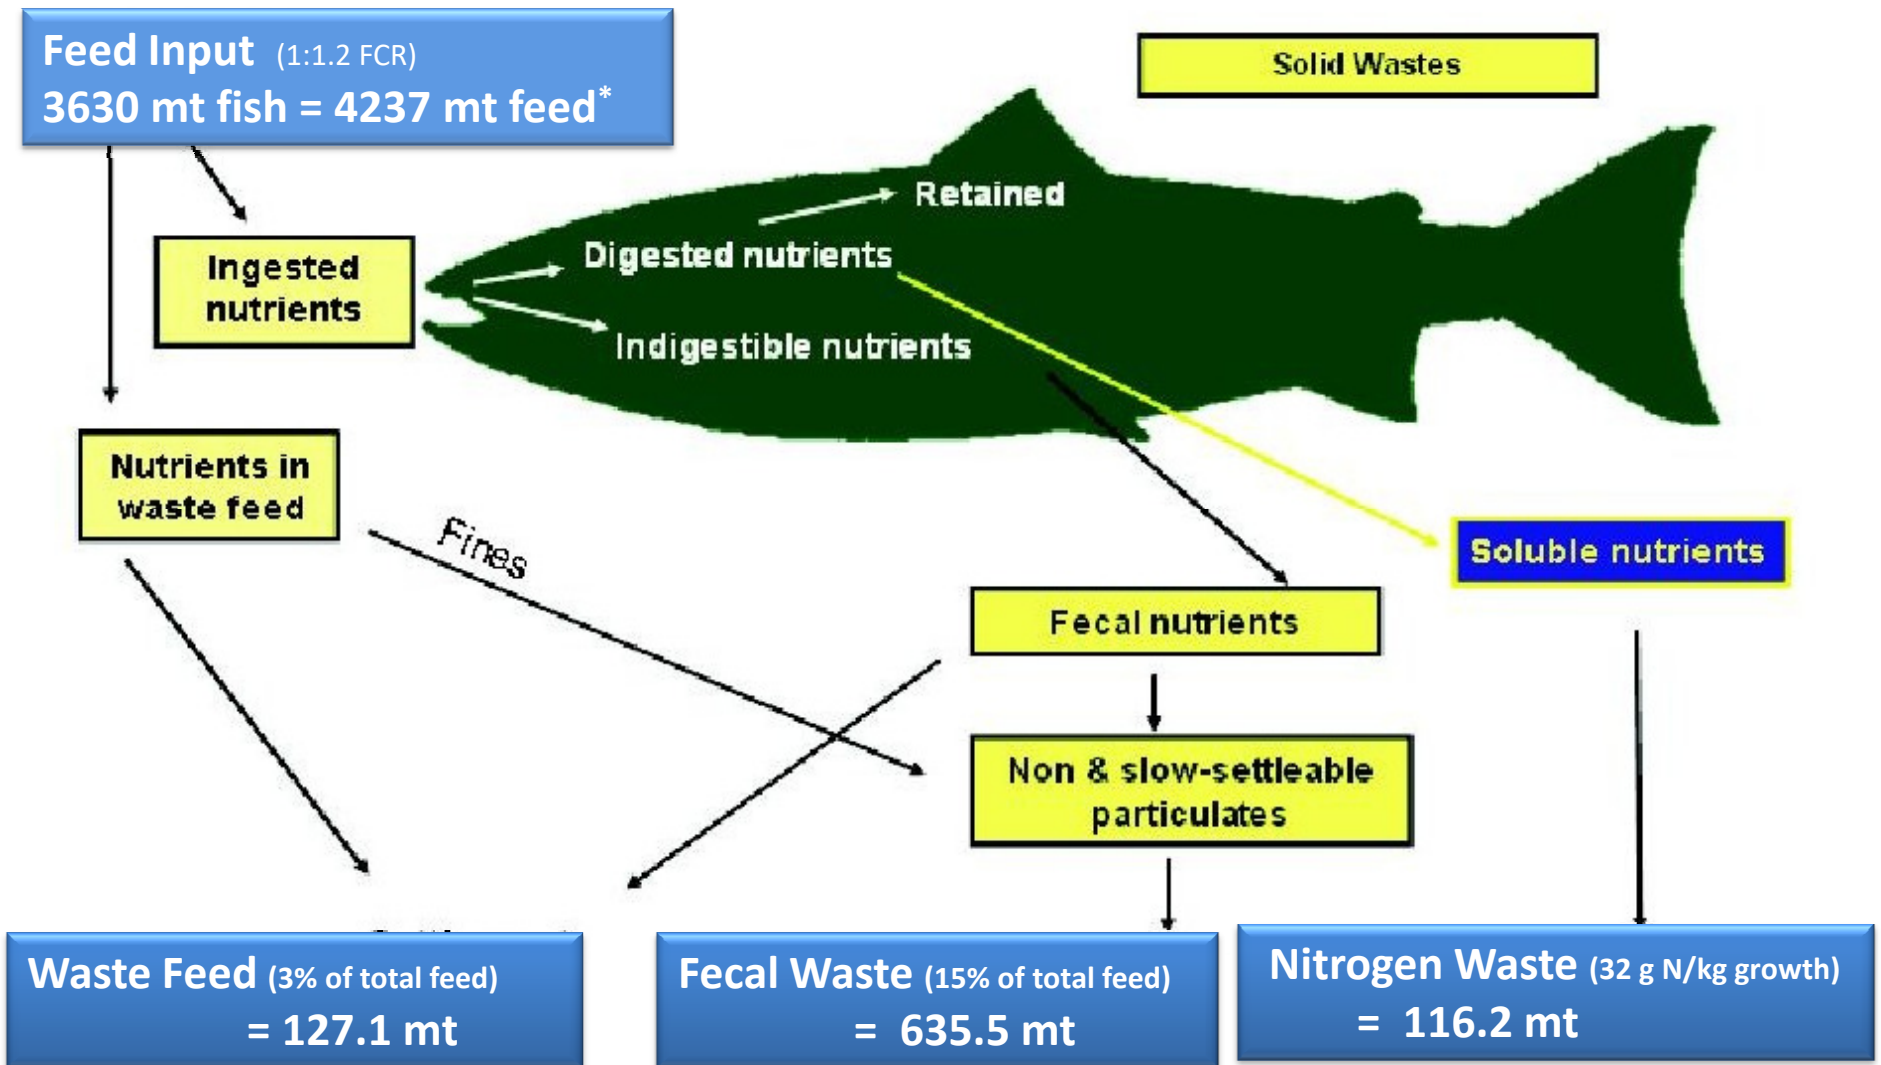 Feed Input (1:1.2 FCR)
3630 mt fish = 4237 mt feed*
Solid Wastes
Retained
Digested nutrients
Indigestible nutrients
Ingested
nutrients
Nutrients in
waste feed
Fines
Soluble nutrients
Fecal nutrients
Non & slow-settleable
particulates
Waste Feed (3% of total feed)
= 127.1 mt
Fecal Waste (15% of total feed)
= 635.5 mt
Nitrogen Waste (32 g N/kg growth)
= 116.2 mt